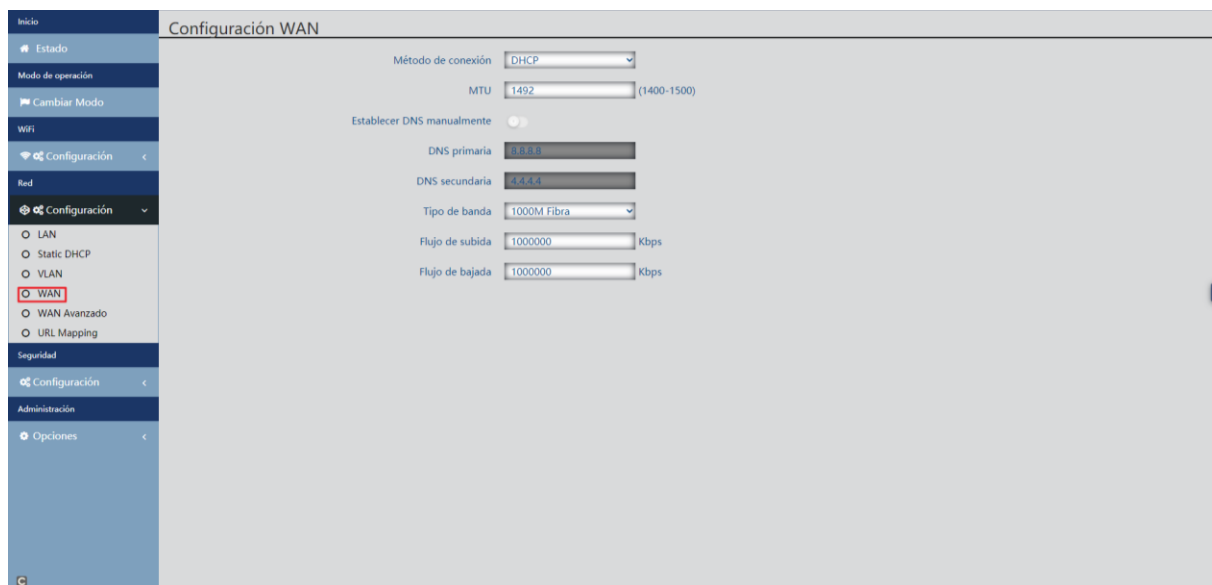 Inicio
Estado
Modo de operación
Cambiar Modo
WiFi
Configuración
Red
Configuración
LAN
Static DHCP
VLAN
WAN
WAN Avanzado
URL Mapping
Seguridad
Configuración
Administración
Opciones
Configuración WAN
Método de conexión DHCP
MTU 1492 (1400-1500)
Establecer DNS manualmente
DNS primaria 8.8.8.8
DNS secundaria 4.4.4.4
Tipo de banda 1000M Fibra
Flujo de subida 1000000 Kbps
Flujo de bajada 1000000 Kbps